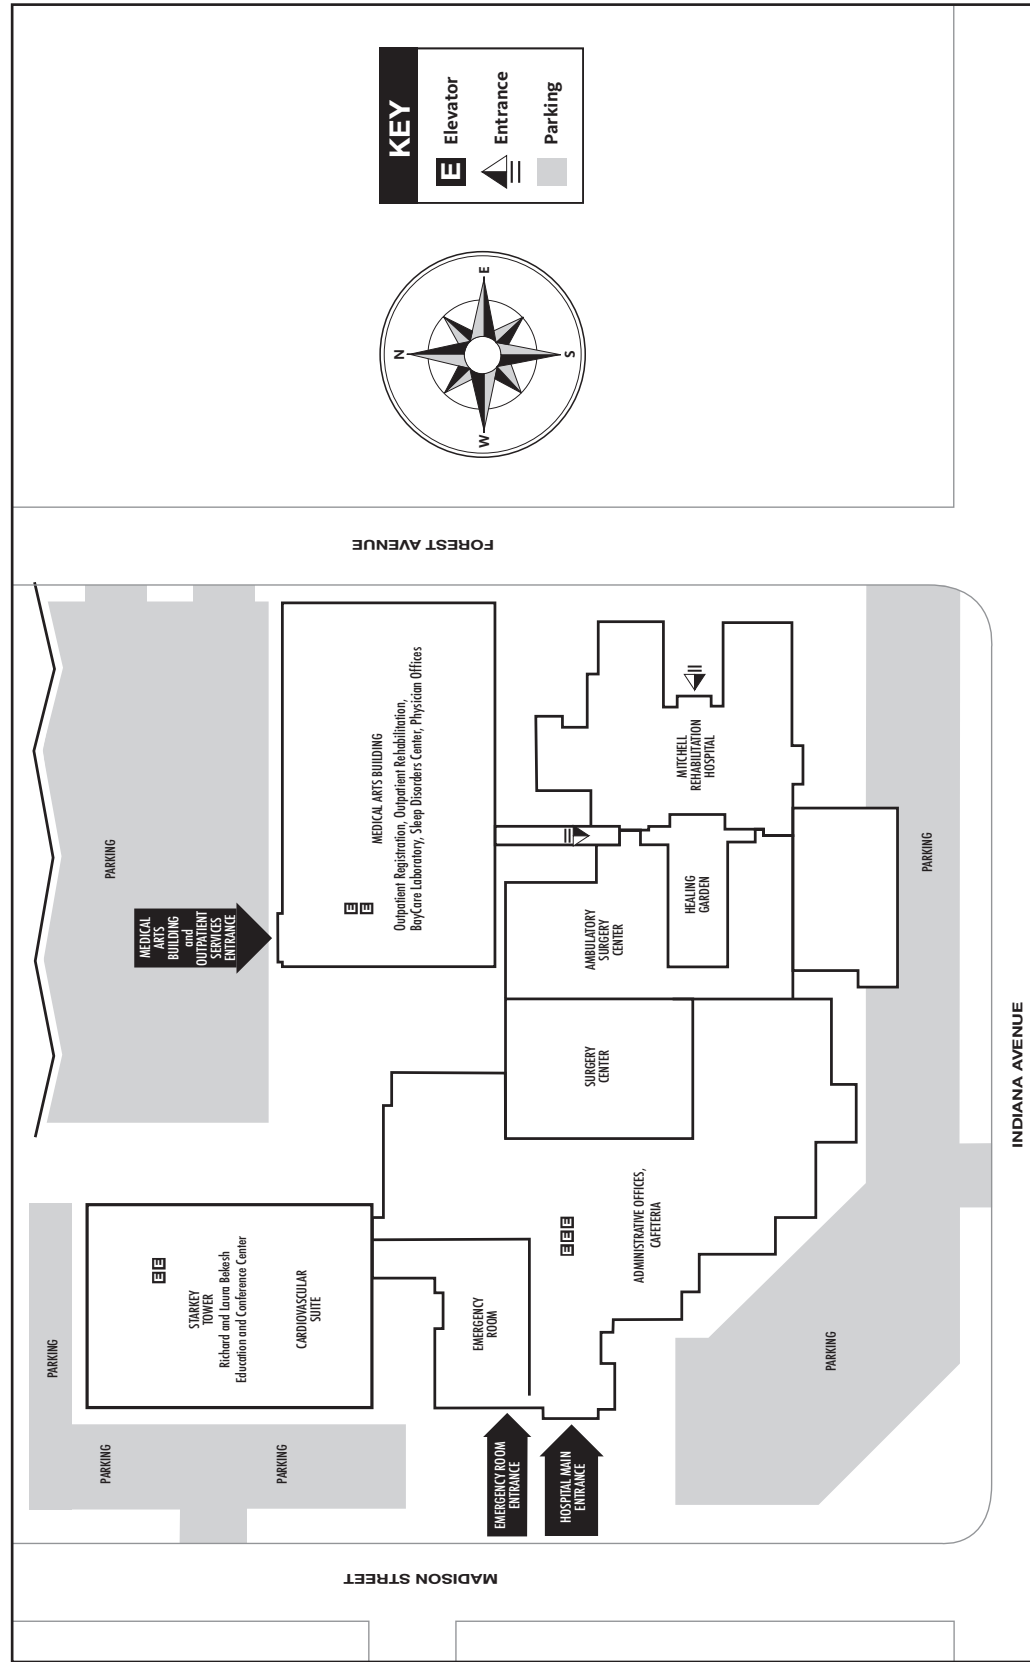 KEY
E Elevator
Entrance
Parking
N
E
S
W
FOREST AVENUE
PARKING
MEDICAL
ARTS
BUILDING
and
OUTPATIENT
SERVICES
ENTRANCE
MEDICAL ARTS BUILDING
Outpatient Registration, Outpatient Rehabilitation,
BayCare Laboratory, Sleep Disorders Center, Physician Offices
E E
MITCHELL
REHABILITATION
HOSPITAL
HEALING
GARDEN
AMBULATORY
SURGERY
CENTER
SURGERY
CENTER
PARKING
INDIANA AVENUE
PARKING
STARKEY
TOWER
Richard and Laura Bekesh
Education and Conference Center
E E
CARDIOVASCULAR
SUITE
PARKING
PARKING
EMERGENCY
ROOM
E E E
ADMINISTRATIVE OFFICES,
CAFETERIA
EMERGENCY ROOM
ENTRANCE
HOSPITAL MAIN
ENTRANCE
PARKING
MADISON STREET